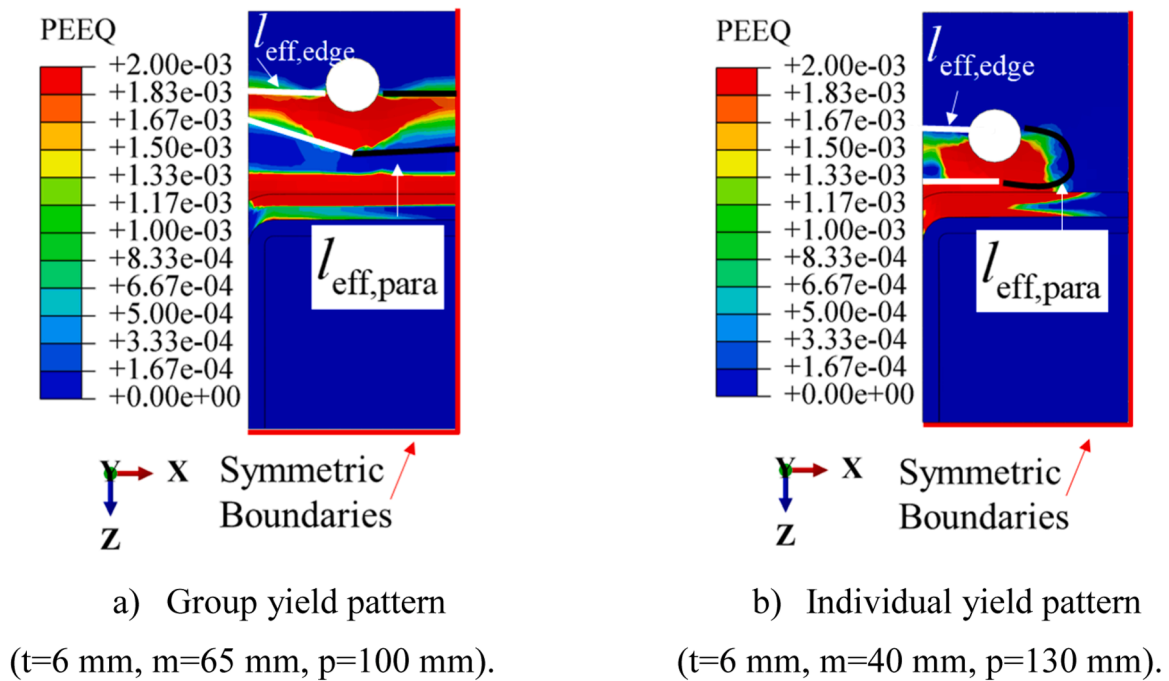 PEEQ
+2.00e-03
+1.83e-03
+1.67e-03
+1.50e-03
+1.33e-03
+1.17e-03
+1.00e-03
+8.33e-04
+6.67e-04
+5.00e-04
+3.33e-04
+1.67e-04
+0.00e+00
l eff,edge
l eff,para
Y X
Z
Symmetric
Boundaries
a) Group yield pattern
(t=6 mm, m=65 mm, p=100 mm).
PEEQ
+2.00e-03
+1.83e-03
+1.67e-03
+1.50e-03
+1.33e-03
+1.17e-03
+1.00e-03
+8.33e-04
+6.67e-04
+5.00e-04
+3.33e-04
+1.67e-04
+0.00e+00
l eff,edge
l eff,para
Y X
Z
Symmetric
Boundaries
b) Individual yield pattern
(t=6 mm, m=40 mm, p=130 mm).